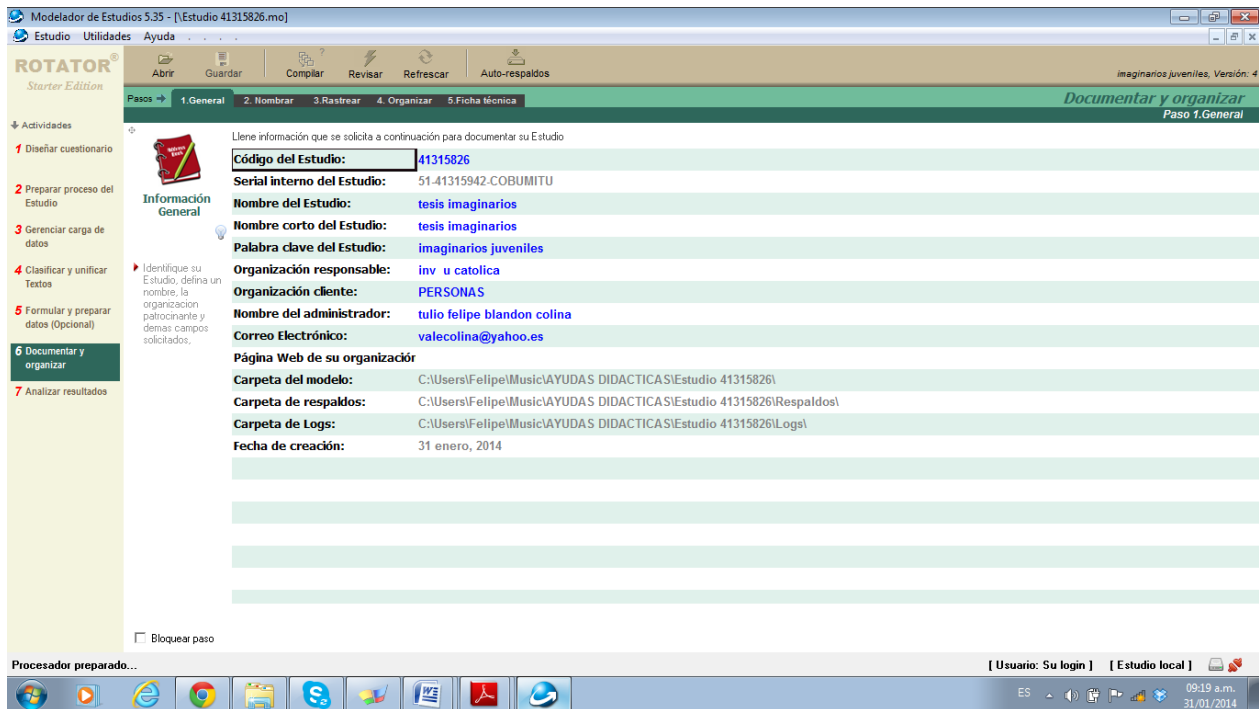 Modelador de Estudios 5.35 - [\Estudio 41315826.mo]
Estudio Utilidades Ayuda . . . .
ROTATOR®
Starter Edition
Abrir Guardar Compilar ? Revisar Refrescar Auto-respaldos
imaginarios juveniles, Versión: 4
Pasos 1.General 2. Nombrar 3.Rastrear 4. Organizar 5.Ficha técnica
Documentar y organizar
Paso 1.General
Actividades
1 Diseñar cuestionario
2 Preparar proceso del
Estudio
3 Gerenciar carga de
datos
4 Clasificar y unificar
Textos
5 Formular y preparar
datos (Opcional)
6 Documentar y
organizar
7 Analizar resultados
Información
General
Identifique su
Estudio, defina un
nombre, la
organizacion
patrocinante y
demas campos
solicitados,
Bloquear paso
Llene información que se solicita a continuación para documentar su Estudio
Código del Estudio: 41315826
Serial interno del Estudio: 51-41315942-COBUMITU
Nombre del Estudio: tesis imaginarios
Nombre corto del Estudio: tesis imaginarios
Palabra clave del Estudio: imaginarios juveniles
Organización responsable: inv u catolica
Organización cliente: PERSONAS
Nombre del administrador: tulio felipe blandon colina
Correo Electrónico: valecolina@yahoo.es
Página Web de su organizaciór
Carpeta del modelo: C:\Users\Felipe\Music\AYUDAS DIDACTICAS\Estudio 41315826\
Carpeta de respaldos: C:\Users\Felipe\Music\AYUDAS DIDACTICAS\Estudio 41315826\Respaldos\
Carpeta de Logs: C:\Users\Felipe\Music\AYUDAS DIDACTICAS\Estudio 41315826\Logs\
Fecha de creación: 31 enero, 2014
Procesador preparado...
[ Usuario: Su login ] [ Estudio local ]
ES
09:19 a.m.
31/01/2014